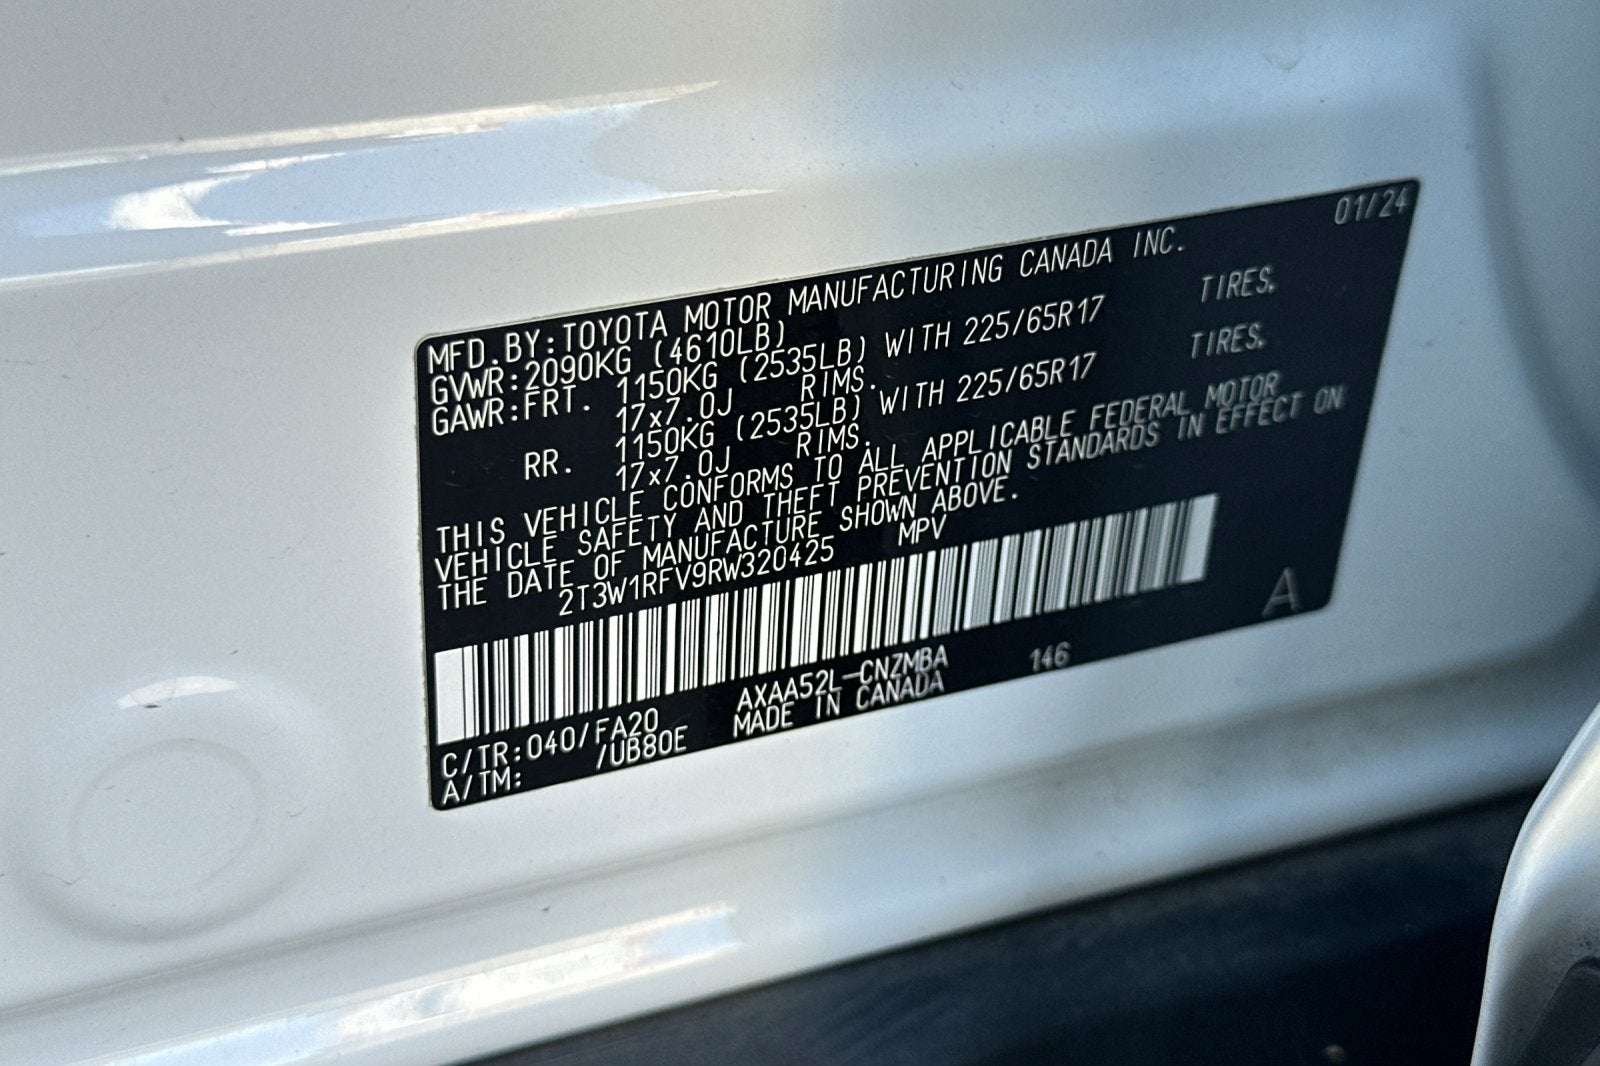 01/24
MFD.BY:TOYOTA MOTOR MANUFACTURING CANADA INC.
GVWR:2090KG (4610LB)
GAWR:FRT. 1150KG (2535LB) WITH 225/65R17 TIRES,
17x7.0J RIMS.
RR. 1150KG (2535LB) WITH 225/65R17 TIRES,
17x7.0J RIMS.
THIS VEHICLE CONFORMS TO ALL APPLICABLE FEDERAL MOTOR
VEHICLE SAFETY AND THEFT PREVENTION STANDARDS IN EFFECT ON
THE DATE OF MANUFACTURE SHOWN ABOVE.
2T3W1RFV9RW320425 MPV
A
C/TR:040/FA20 AXAA52L-CNZMBA 146
A/TM: /UB80E MADE IN CANADA